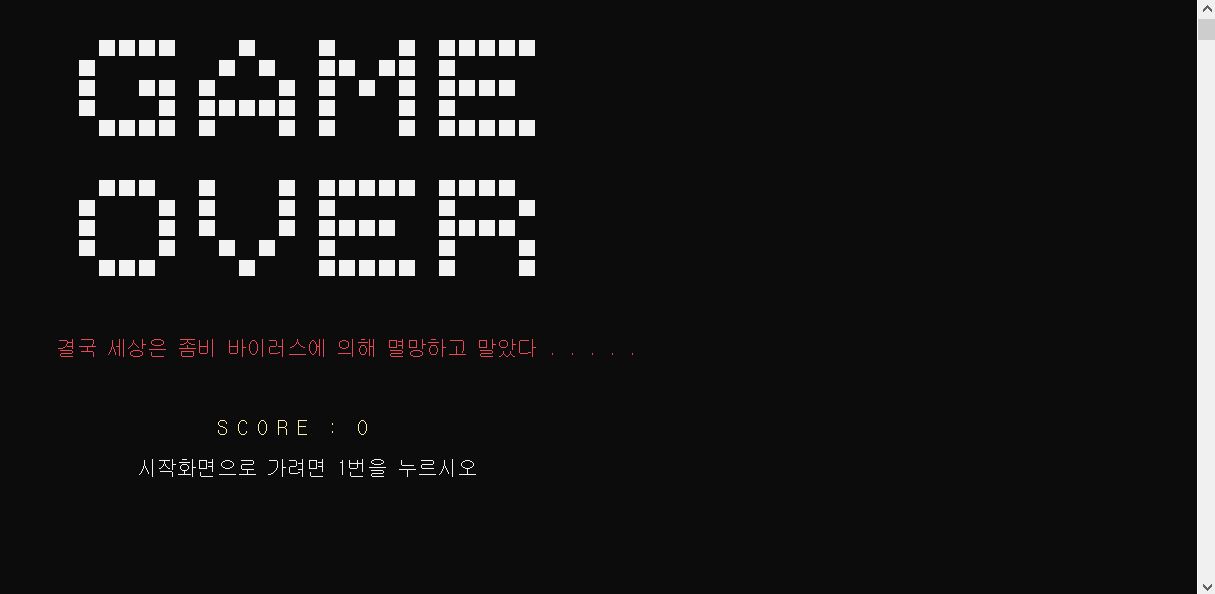 GAME
OVER
결국 세상은 좀비 바이러스에 의해 멸망하고 말았다 . . . . .
S C O R E : 0
시작화면으로 가려면 1번을 누르시오